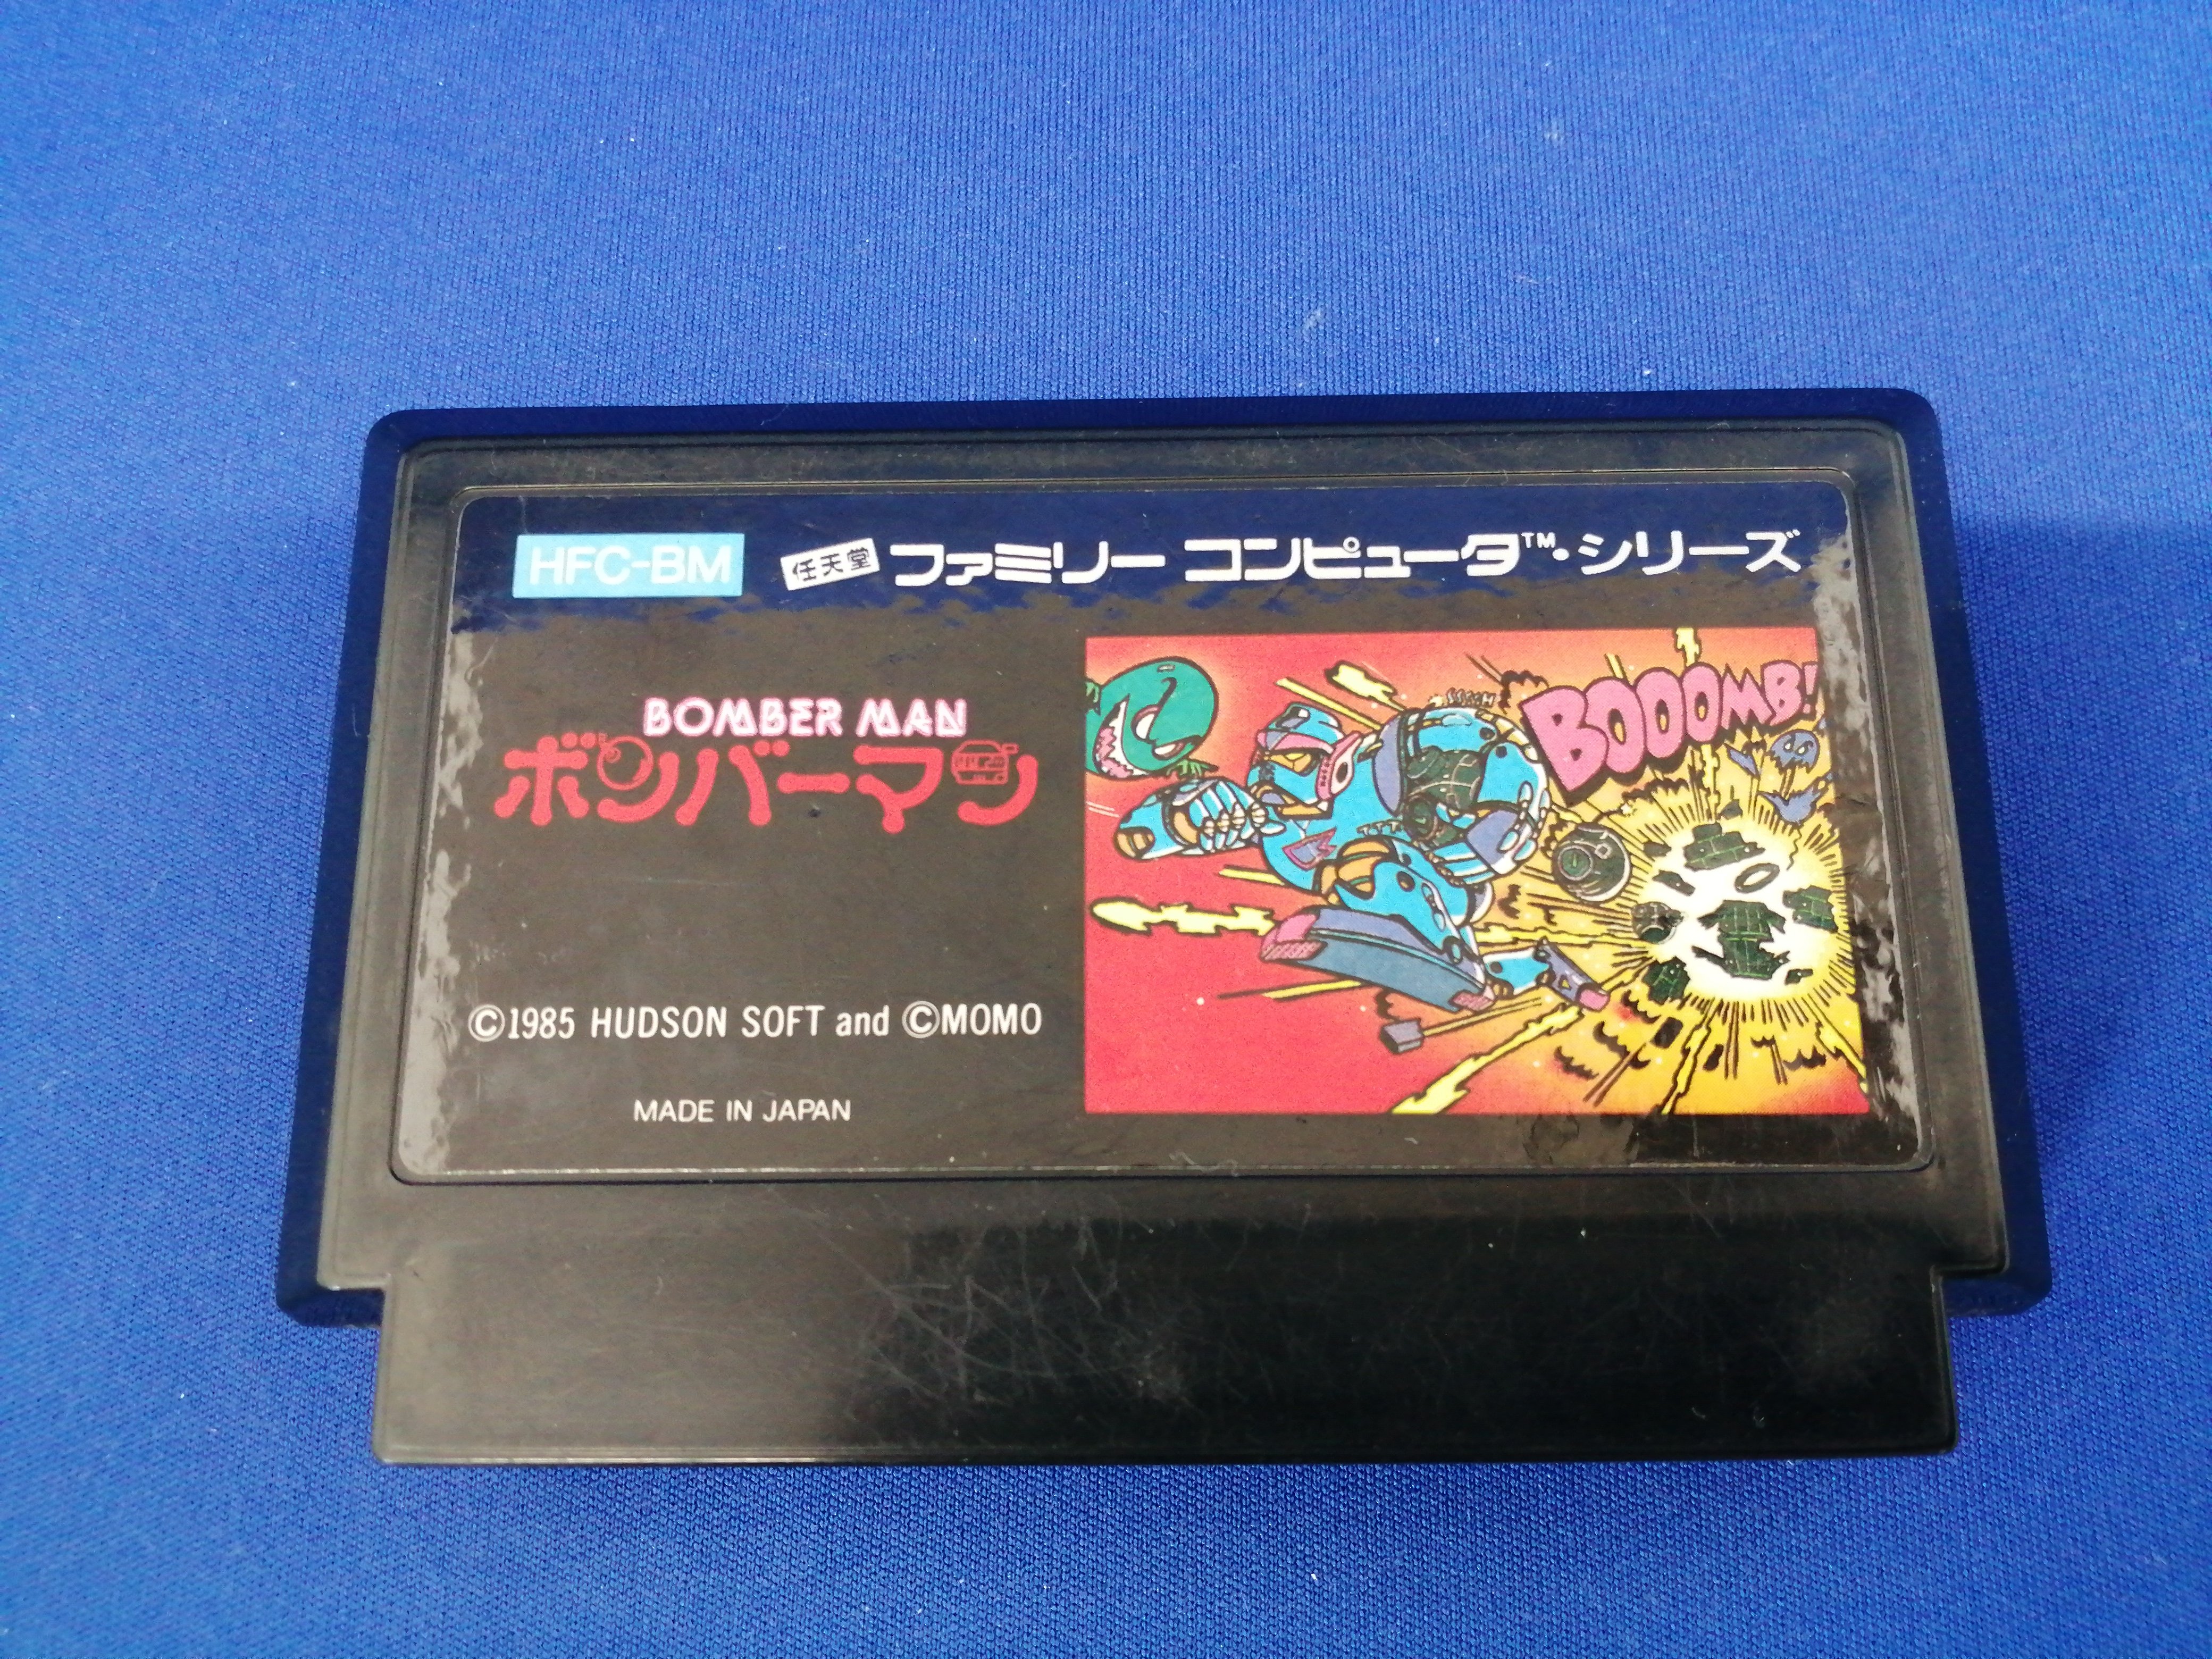 HFC-BM
任天堂 ファミリー コンピュータ™・シリーズ
BOMBER MAN
ボンバーマン
SSSSH
BOOOMB!
©1985 HUDSON SOFT and ©MOMO
MADE IN JAPAN